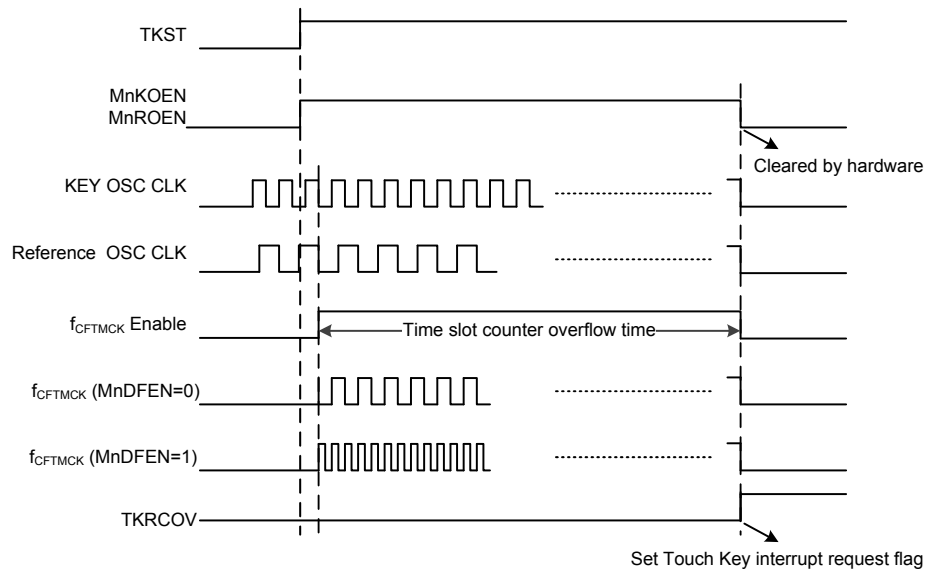 TKST
MnKOEN
MnROEN
Cleared by hardware
KEY OSC CLK
Reference OSC CLK
fCFTMCK Enable
Time slot counter overflow time
fCFTMCK (MnDFEN=0)
fCFTMCK (MnDFEN=1)
TKRCOV
Set Touch Key interrupt request flag